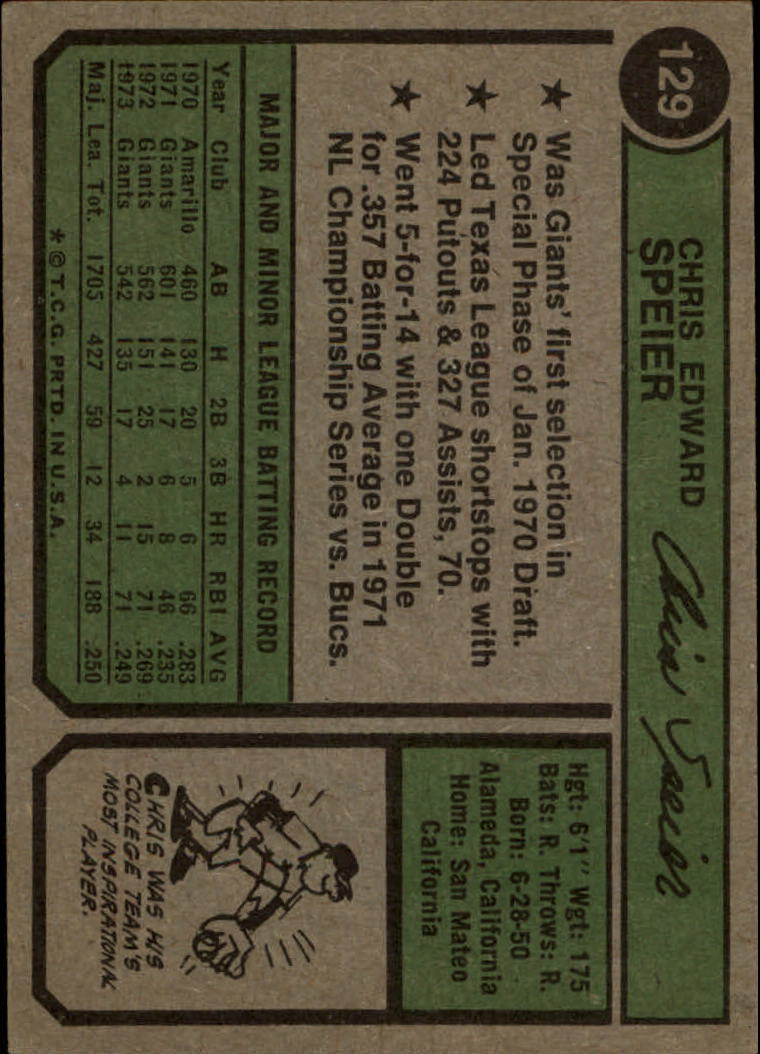 129
CHRIS EDWARD
SPEIER
Chris Speier
★ Was Giants' first selection in
Special Phase of Jan. 1970 Draft.
★ Led Texas League shortstops with
224 Putouts & 327 Assists, '70.
★ Went 5-for-14 with one Double
for .357 Batting Average in 1971
NL Championship Series vs. Bucs.
MAJOR AND MINOR LEAGUE BATTING RECORD
Year Club AB H 2B 3B HR RBI AVG
1970 Amarillo 460 130 20 5 6 66 .283
1971 Giants 601 141 17 6 8 46 .235
1972 Giants 562 151 25 2 15 71 .269
1973 Giants 542 135 17 4 11 71 .249
Maj. Lea. Tot. 1705 427 59 12 34 188 .250
* © T.C.G. PRTD. IN U.S.A.
Hgt: 6'1" Wgt: 175
Bats: R. Throws: R.
Born: 6-28-50
Alameda, California
Home: San Mateo
California
CHRIS WAS HIS
COLLEGE TEAM'S
MOST INSPIRATIONAL
PLAYER.